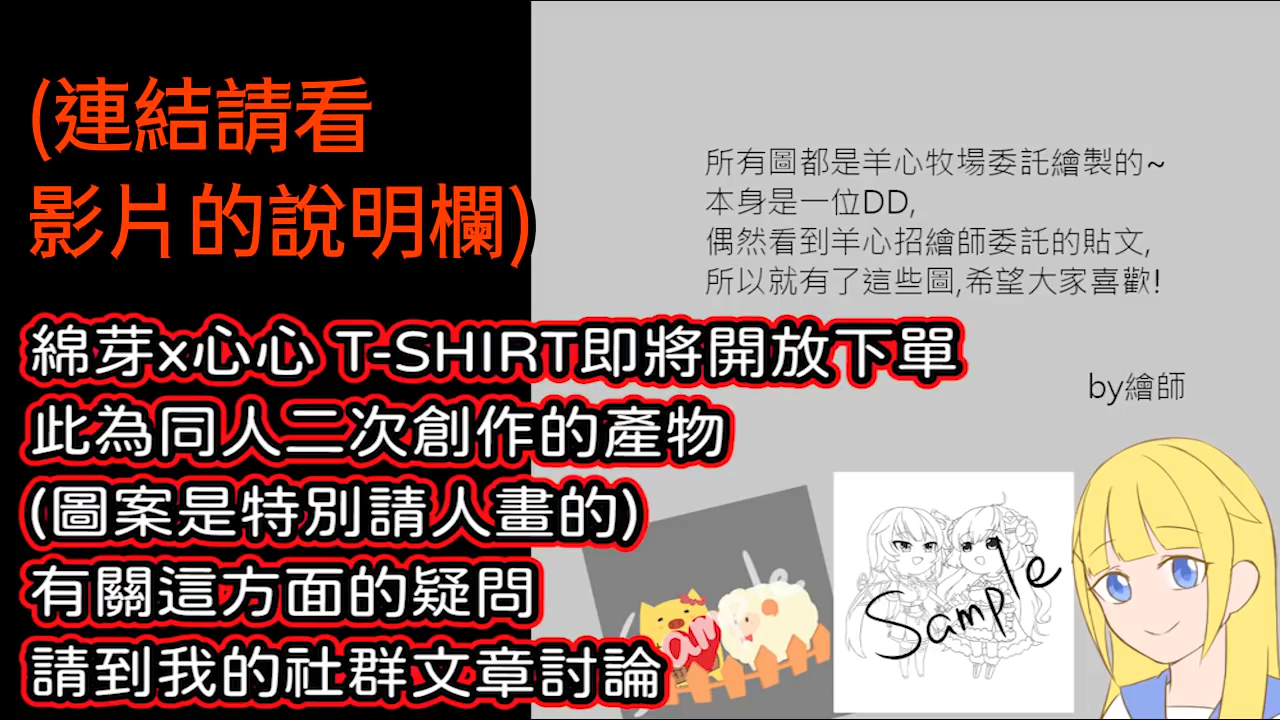 (連結請看
影片的說明欄)
所有圖都是羊心牧場委託繪製的~
本身是一位DD,
偶然看到羊心招繪師委託的貼文,
所以就有了這些圖,希望大家喜歡!
by繪師
綿芽x心心 T-SHIRT即將開放下單
此為同人二次創作的產物
(圖案是特別請人畫的)
有關這方面的疑問
請到我的社群文章討論
Sample